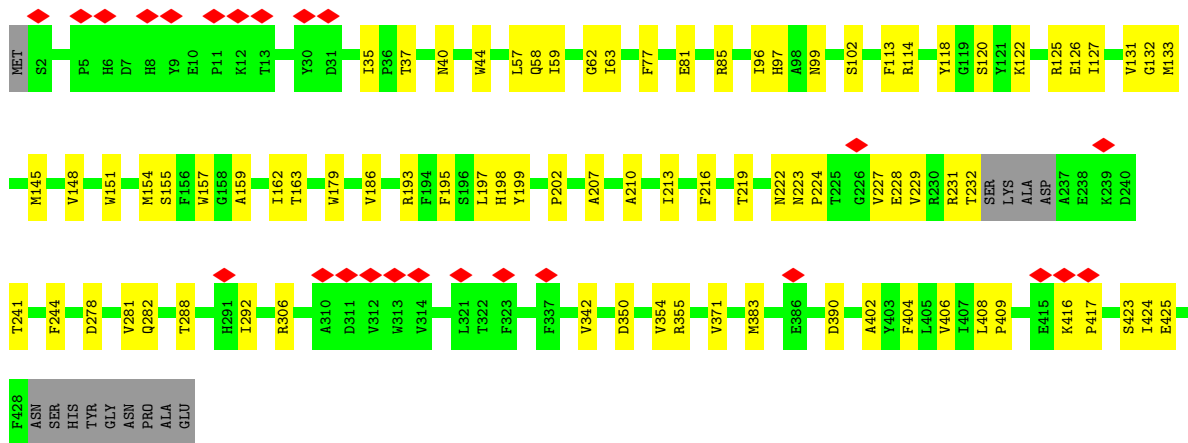 MET S2 P5 H6 D7 H8 Y9 E10 P11 K12 T13 Y30 D31 I35 P36 T37 N40 W44 L57 Q58 I59 G62 I63 F77 E81 R85 I96 H97 A98 N99 S102 F113 R114 Y118 G119 S120 Y121 K122 R125 E126 I127 V131 G132 M133
M145 V148 W151 M154 S155 F156 W157 G158 A159 I162 T163 W179 V186 R193 F194 F195 S196 L197 H198 Y199 P202 A207 A210 I213 F216 T219 N222 N223 P224 T225 G226 V227 E228 V229 R230 R231 T232 SER LYS ALA ASP A237 E238 K239 D240
T241 F244 D278 V281 Q282 T288 H291 I292 R306 A310 D311 V312 W313 V314 L321 T322 F323 F337 V342 D350 V354 R355 V371 M383 E386 D390 A402 Y403 F404 L405 V406 I407 L408 P409 E415 K416 P417 S423 I424 E425
F428 ASN SER HIS TYR GLY ASN PRO ALA GLU